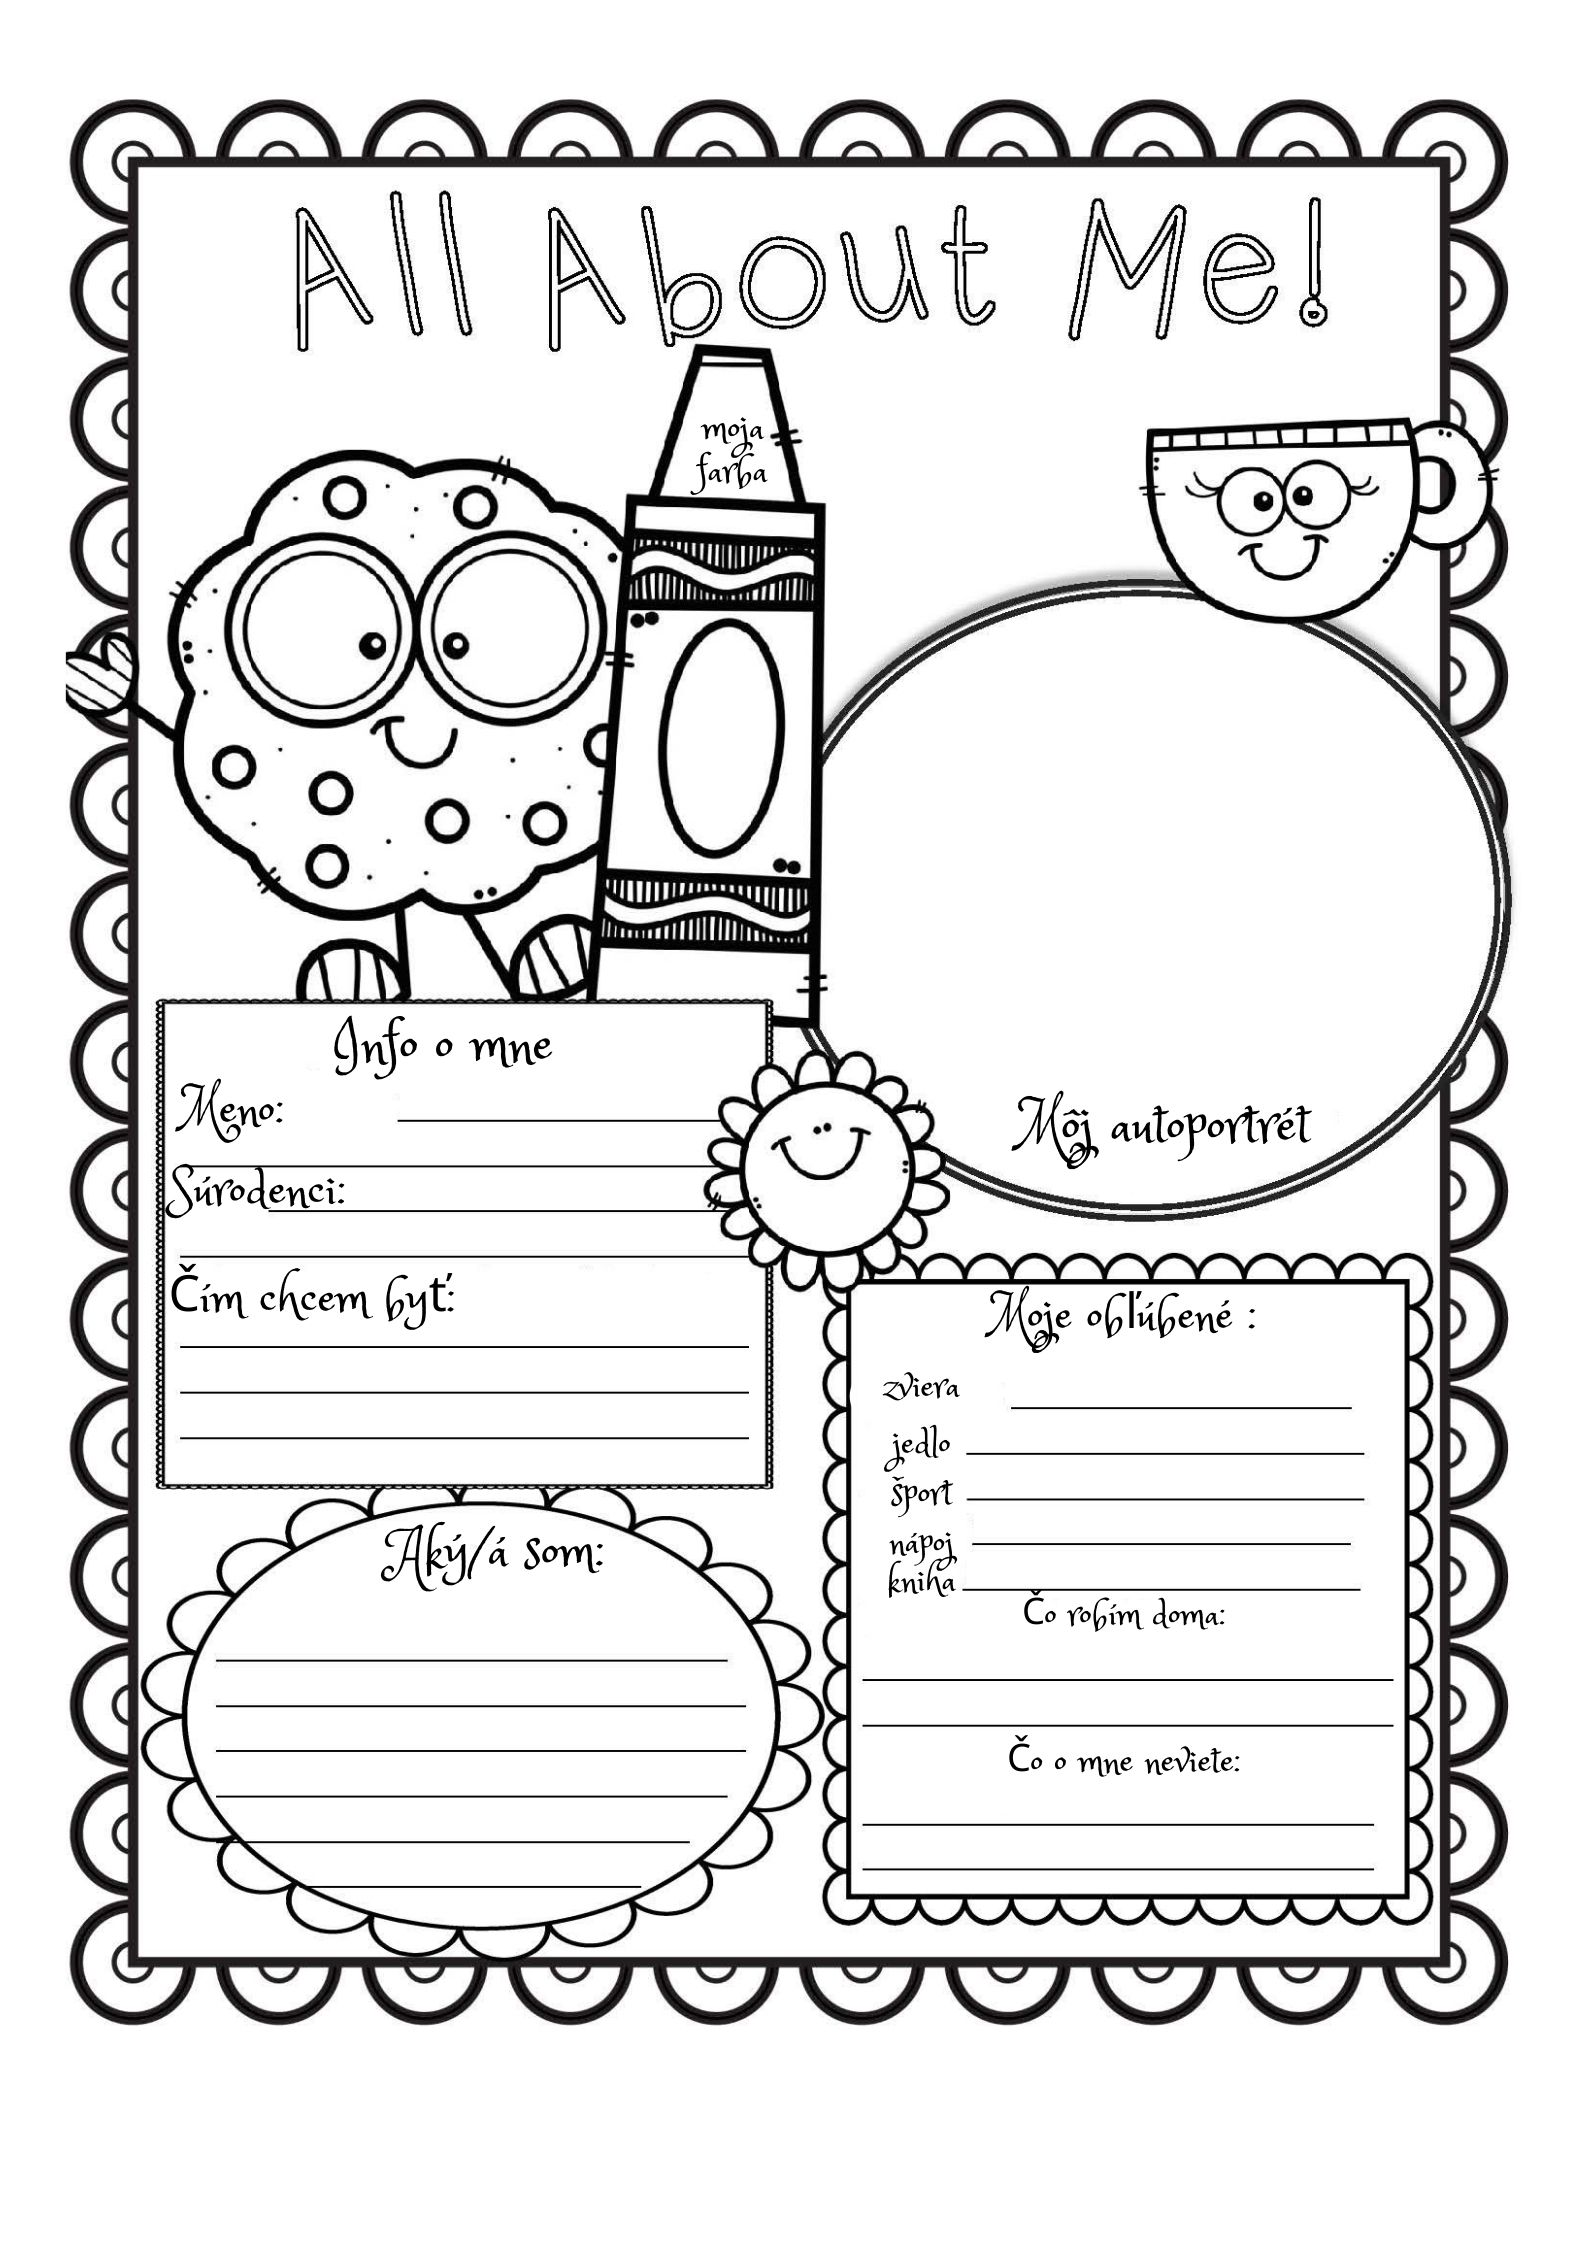 All About Me!
moja
farba
Info o mne
Meno:
Súrodenci:
Čím chcem byť:
Môj autoportrét
Moje obľúbené :
zviera
jedlo
šport
nápoj
kniha
Čo robím doma:
Čo o mne neviete:
Aký/á som: